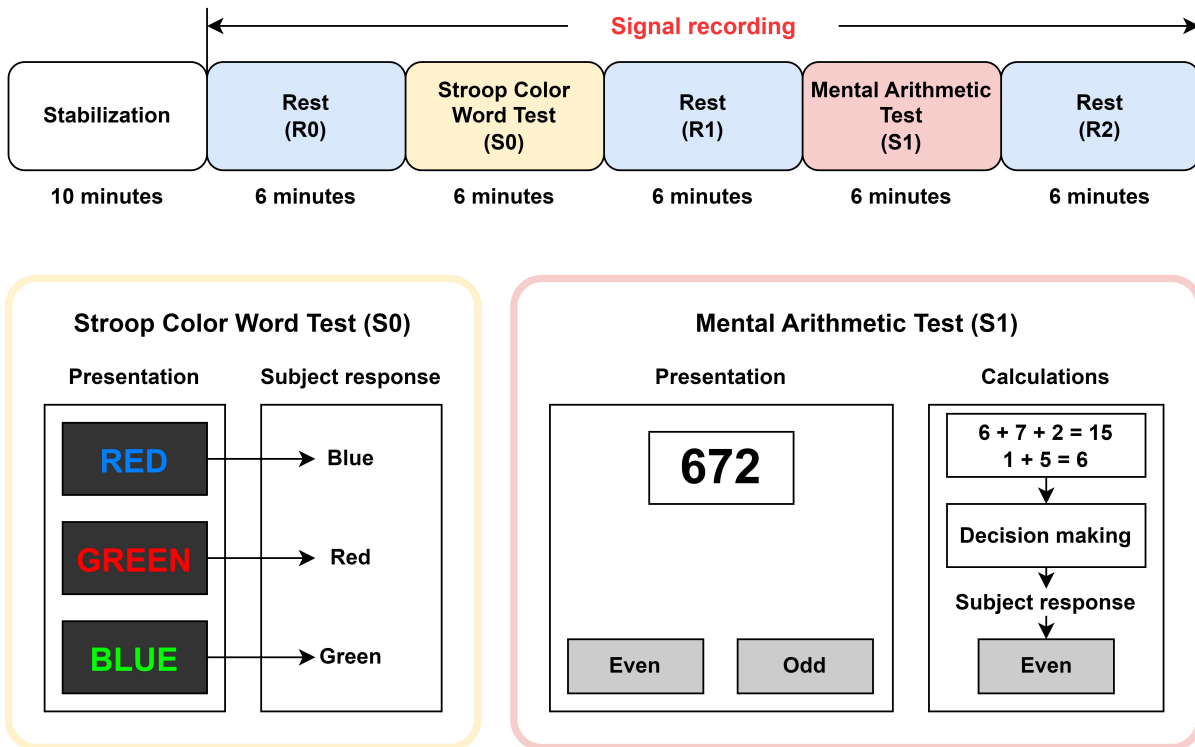 Signal recording
Stabilization
Rest
(R0)
Stroop Color
Word Test
(S0)
Rest
(R1)
Mental Arithmetic
Test
(S1)
Rest
(R2)
10 minutes
6 minutes
6 minutes
6 minutes
6 minutes
6 minutes
Stroop Color Word Test (S0)
Presentation
Subject response
RED
Blue
GREEN
Red
BLUE
Green
Mental Arithmetic Test (S1)
Presentation
672
Even
Odd
Calculations
6 + 7 + 2 = 15
1 + 5 = 6
Decision making
Subject response
Even